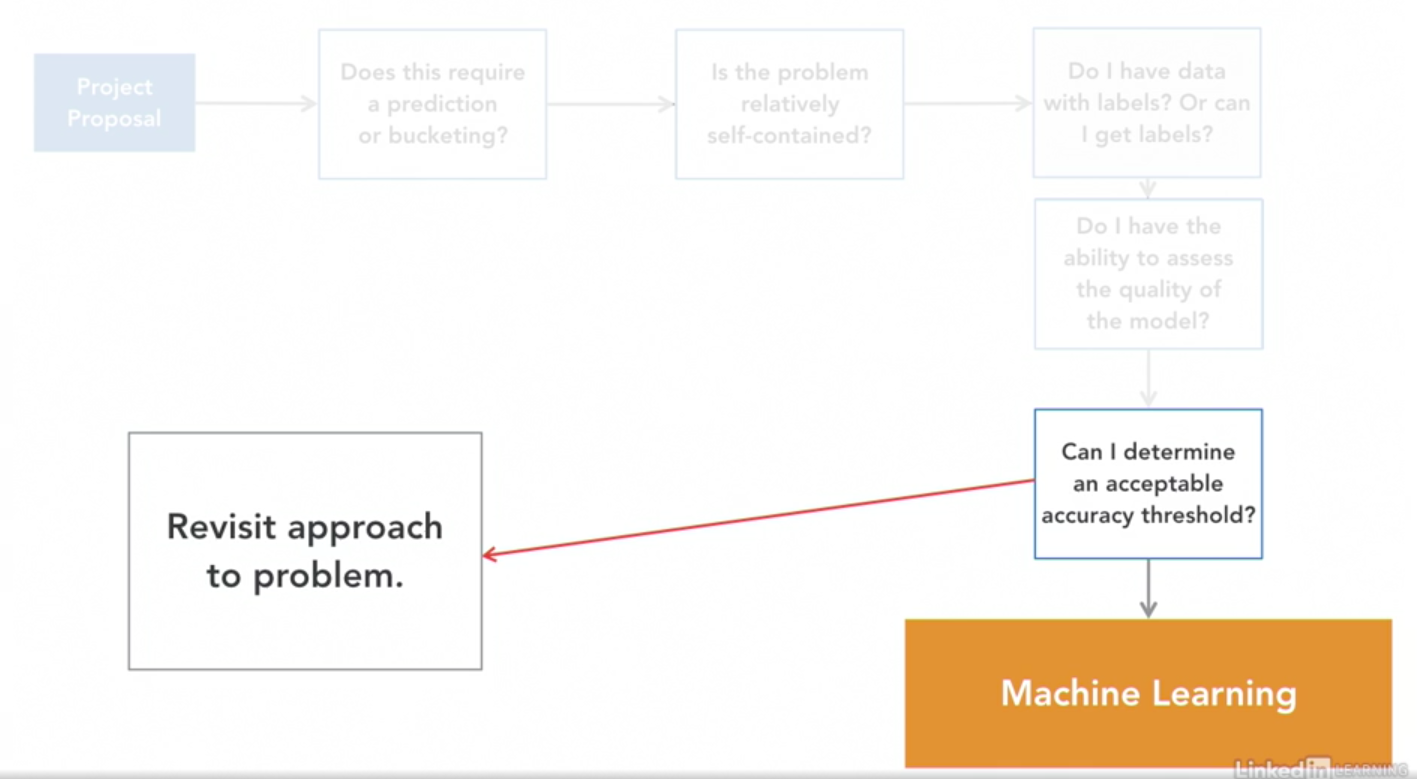 Project
Proposal
Does this require
a prediction
or bucketing?
Is the problem
relatively
self-contained?
Do I have data
with labels? Or can
I get labels?
Do I have the
ability to assess
the quality of
the model?
Can I determine
an acceptable
accuracy threshold?
Revisit approach
to problem.
Machine Learning
Linked in LEARNING